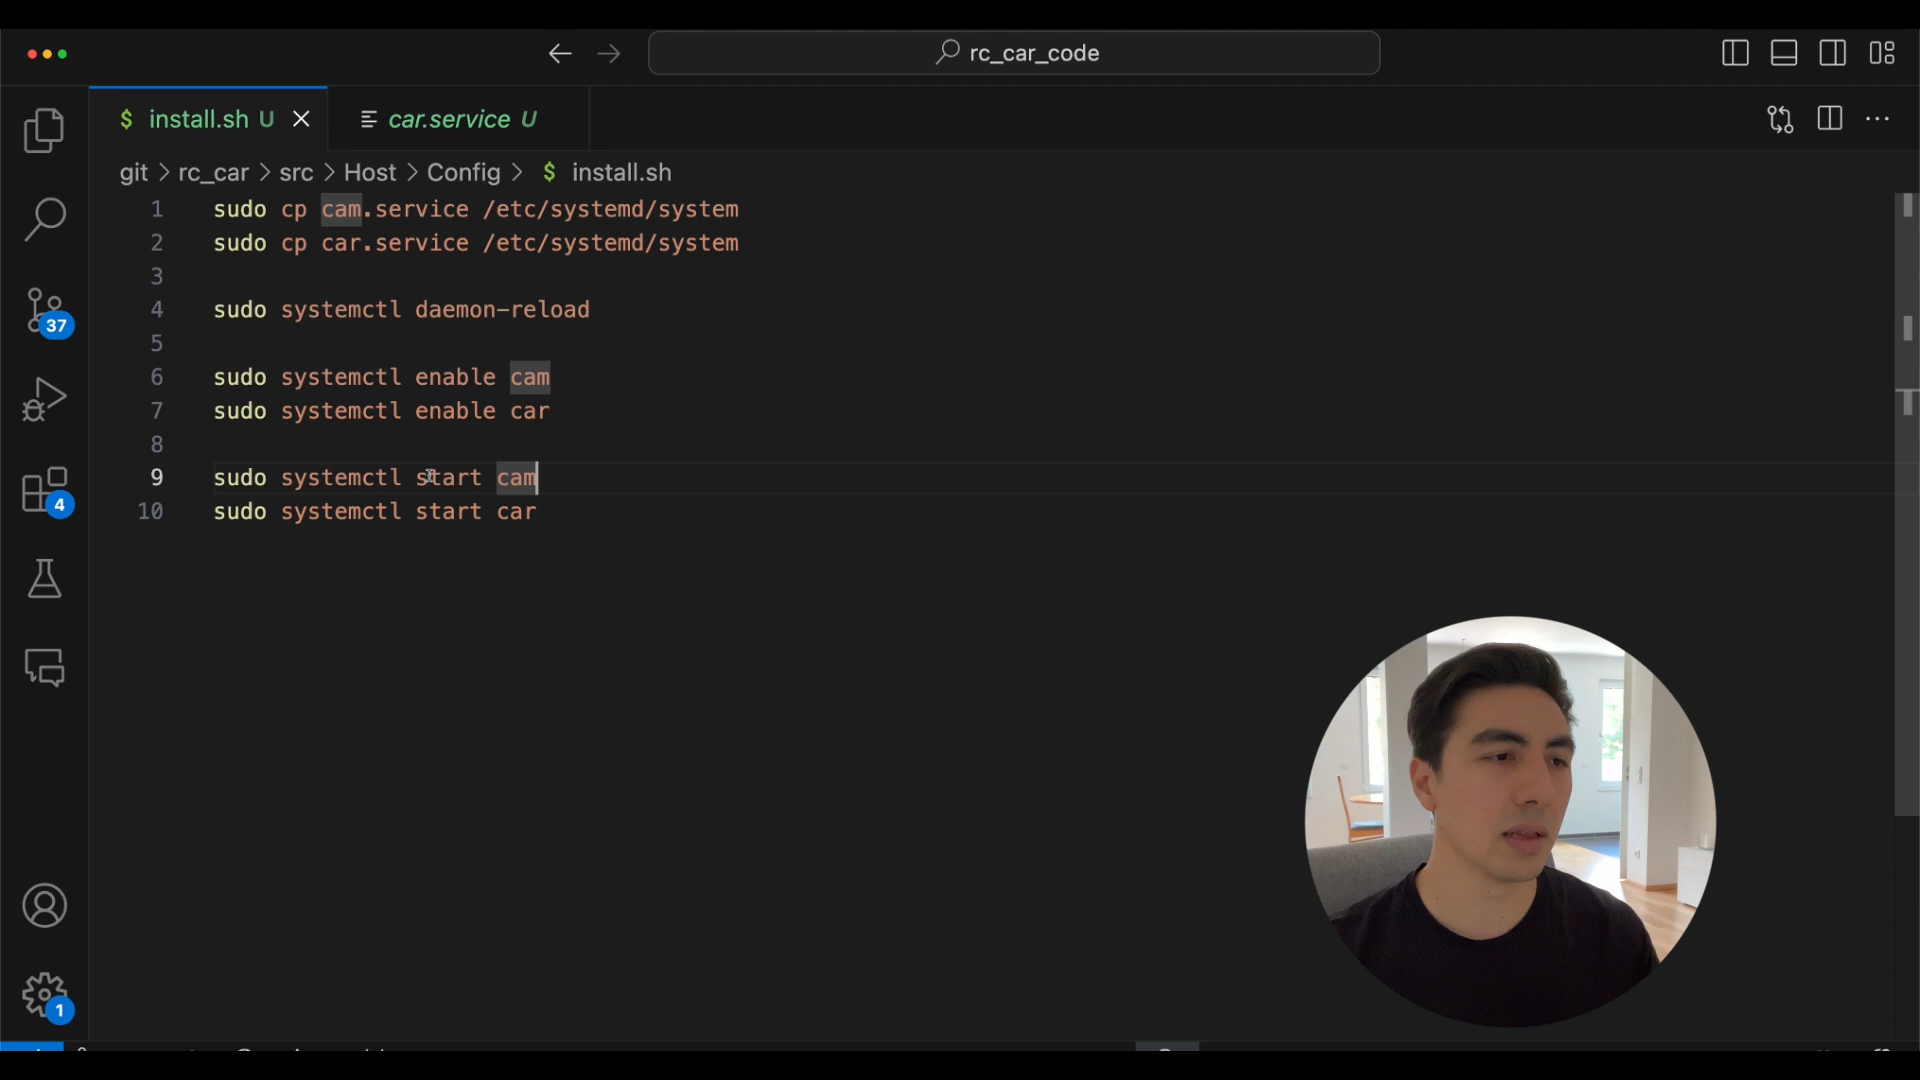 rc_car_code
$ install.sh U
car.service U
git > rc_car > src > Host > Config > $ install.sh
1 sudo cp cam.service /etc/systemd/system
2 sudo cp car.service /etc/systemd/system
3
4 sudo systemctl daemon-reload
5
6 sudo systemctl enable cam
7 sudo systemctl enable car
8
9 sudo systemctl start cam
10 sudo systemctl start car
37
4
1